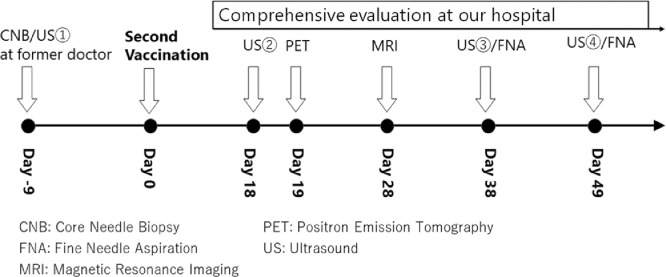 Comprehensive evaluation at our hospital
CNB/US①
at former doctor
Second
Vaccination
US②
PET
MRI
US③/FNA
US④/FNA
Day -9
Day 0
Day 18
Day 19
Day 28
Day 38
Day 49
CNB: Core Needle Biopsy
PET: Positron Emission Tomography
FNA: Fine Needle Aspiration
US: Ultrasound
MRI: Magnetic Resonance Imaging